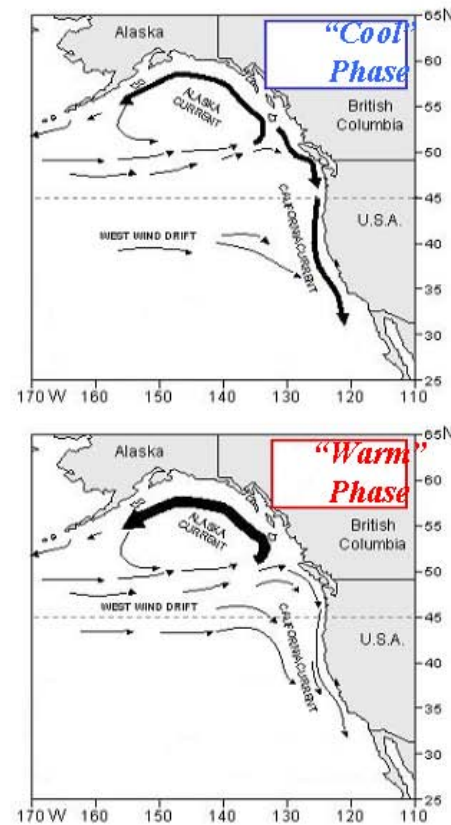 Alaska
65N
"Cool"
Phase
60
ALASKA
CURRENT
55
British
Columbia
50
45
U.S.A.
CALIFORNIA CURRENT
WEST WIND DRIFT
40
35
30
25
170 W 160 150 140 130 120 110
Alaska
65N
"Warm"
Phase
60
ALASKA
CURRENT
55
British
Columbia
50
WEST WIND DRIFT
45
CALIFORNIA CURRENT
U.S.A.
40
35
30
25
170 W 160 150 140 130 120 110